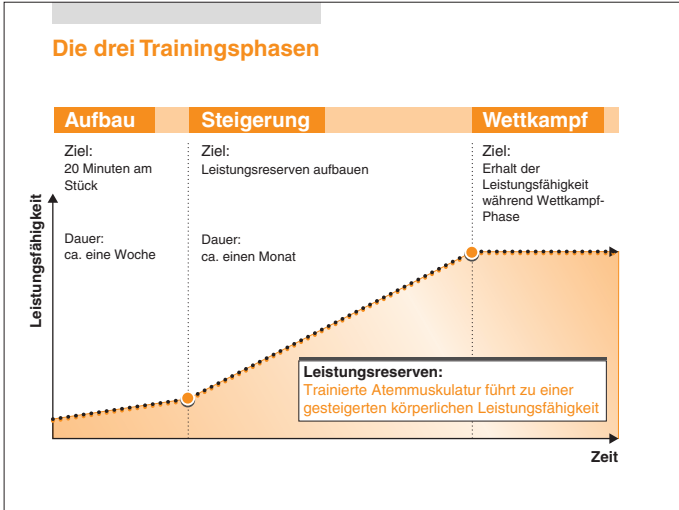 Die drei Trainingsphasen
Aufbau
Steigerung
Wettkampf
Ziel:
20 Minuten am
Stück
Dauer:
ca. eine Woche
Ziel:
Leistungsreserven aufbauen
Dauer:
ca. einen Monat
Ziel:
Erhalt der
Leistungsfähigkeit
während Wettkampf-
Phase
Leistungsfähigkeit
Leistungsreserven:
Trainierte Atemmuskulatur führt zu einer
gesteigerten körperlichen Leistungsfähigkeit
Zeit